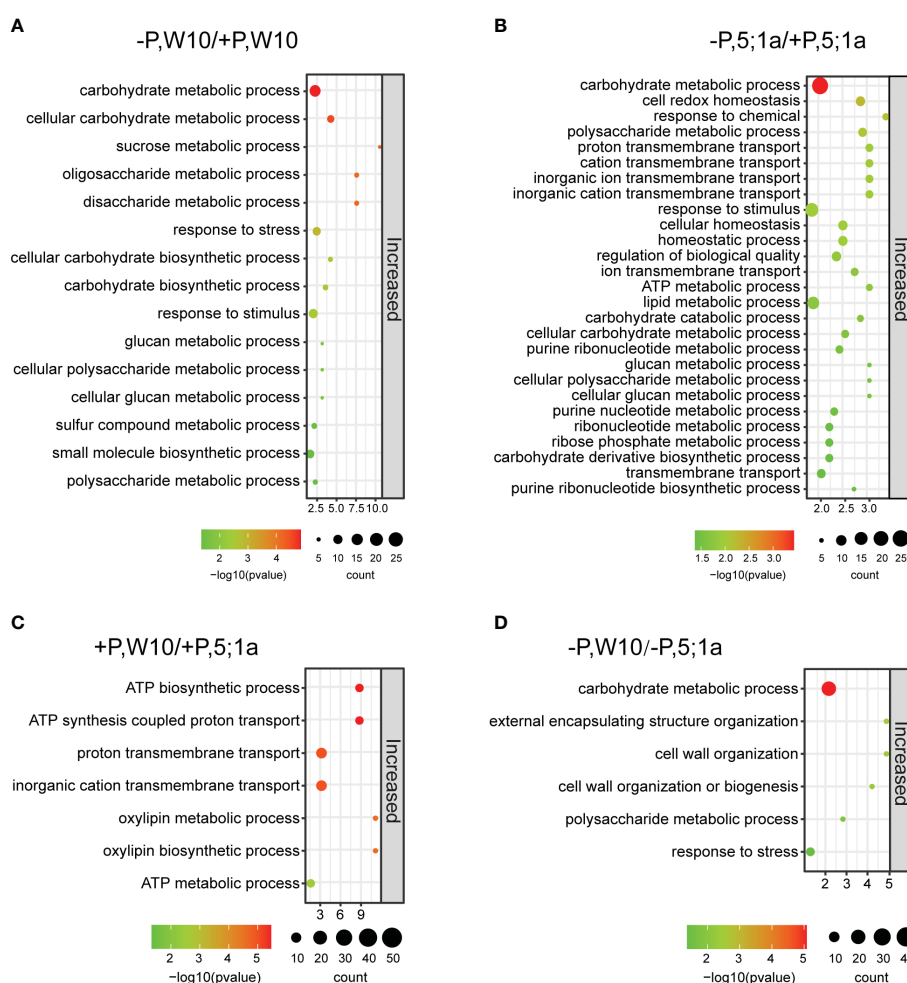 A
-P,W10/+P,W10
carbohydrate metabolic process
cellular carbohydrate metabolic process
sucrose metabolic process
oligosaccharide metabolic process
disaccharide metabolic process
response to stress
cellular carbohydrate biosynthetic process
carbohydrate biosynthetic process
response to stimulus
glucan metabolic process
cellular polysaccharide metabolic process
cellular glucan metabolic process
sulfur compound metabolic process
small molecule biosynthetic process
polysaccharide metabolic process
Increased
2.5 5.0 7.5 10.0
2 3 4
−log10(pvalue)
5 10 15 20 25
count
B
-P,5;1a/+P,5;1a
carbohydrate metabolic process
cell redox homeostasis
response to chemical
polysaccharide metabolic process
proton transmembrane transport
cation transmembrane transport
inorganic ion transmembrane transport
inorganic cation transmembrane transport
response to stimulus
cellular homeostasis
homeostatic process
regulation of biological quality
ion transmembrane transport
ATP metabolic process
lipid metabolic process
carbohydrate catabolic process
cellular carbohydrate metabolic process
purine ribonucleotide metabolic process
glucan metabolic process
cellular polysaccharide metabolic process
cellular glucan metabolic process
purine nucleotide metabolic process
ribonucleotide metabolic process
ribose phosphate metabolic process
carbohydrate derivative biosynthetic process
transmembrane transport
purine ribonucleotide biosynthetic process
Increased
2.0 2.5 3.0
1.5 2.0 2.5 3.0
−log10(pvalue)
5 10 15 20 25
count
C
+P,W10/+P,5;1a
ATP biosynthetic process
ATP synthesis coupled proton transport
proton transmembrane transport
inorganic cation transmembrane transport
oxylipin metabolic process
oxylipin biosynthetic process
ATP metabolic process
Increased
3 6 9
2 3 4 5
−log10(pvalue)
10 20 30 40 50
count
D
-P,W10/-P,5;1a
carbohydrate metabolic process
external encapsulating structure organization
cell wall organization
cell wall organization or biogenesis
polysaccharide metabolic process
response to stress
Increased
2 3 4 5
2 3 4 5
−log10(pvalue)
10 20 30
count